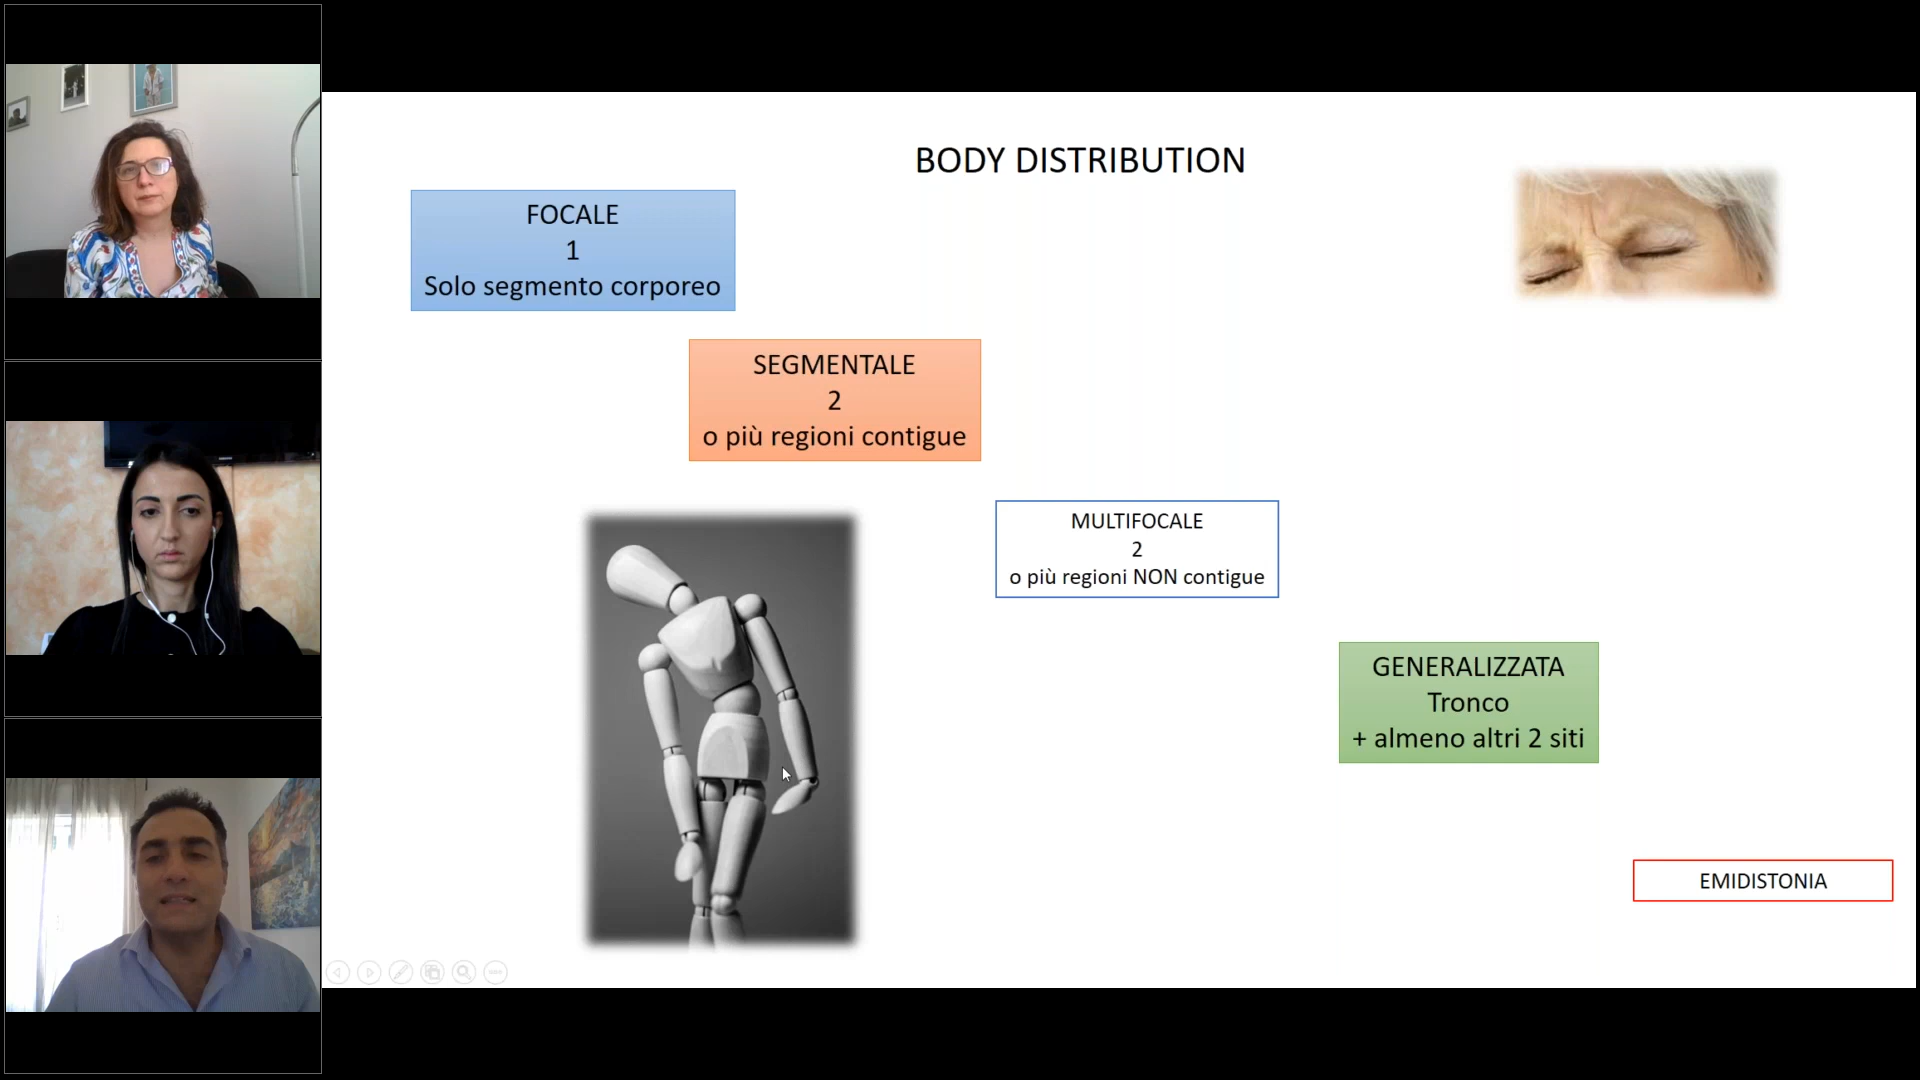 BODY DISTRIBUTION
FOCALE
1
Solo segmento corporeo
SEGMENTALE
2
o più regioni contigue
MULTIFOCALE
2
o più regioni NON contigue
GENERALIZZATA
Tronco
+ almeno altri 2 siti
EMIDISTONIA